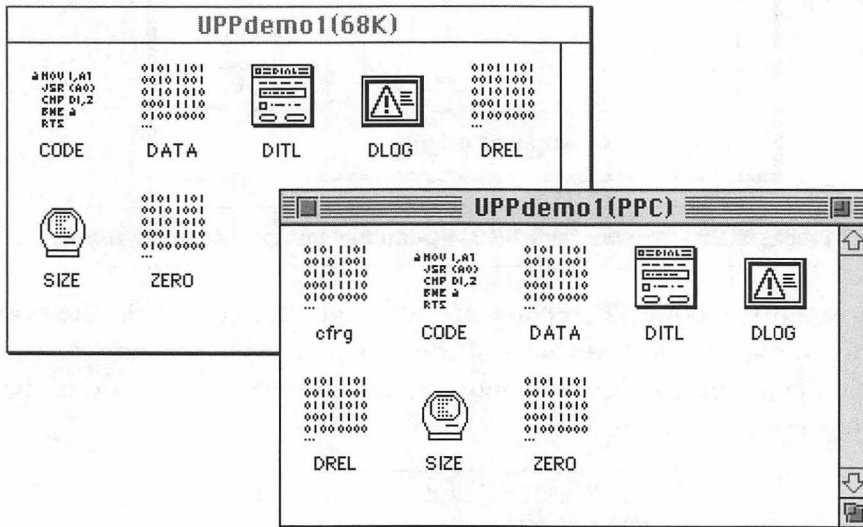 UPPdemo1(68K)
a MOV I,A1
JSR (A0)
CMP D1,2
BNE a
RTS
CODE
01011101
00101001
01101010
00011110
01000000
...
DATA
DIAL
DITL
DLOG
01011101
00101001
01101010
00011110
01000000
...
DREL
SIZE
01011101
00101001
01101010
00011110
01000000
...
ZERO
UPPdemo1(PPC)
01011101
00101001
01101010
00011110
01000000
...
cfrg
a MOV I,A1
JSR (A0)
CMP D1,2
BNE a
RTS
CODE
01011101
00101001
01101010
00011110
01000000
...
DATA
DIAL
DITL
DLOG
01011101
00101001
01101010
00011110
01000000
...
DREL
SIZE
01011101
00101001
01101010
00011110
01000000
...
ZERO